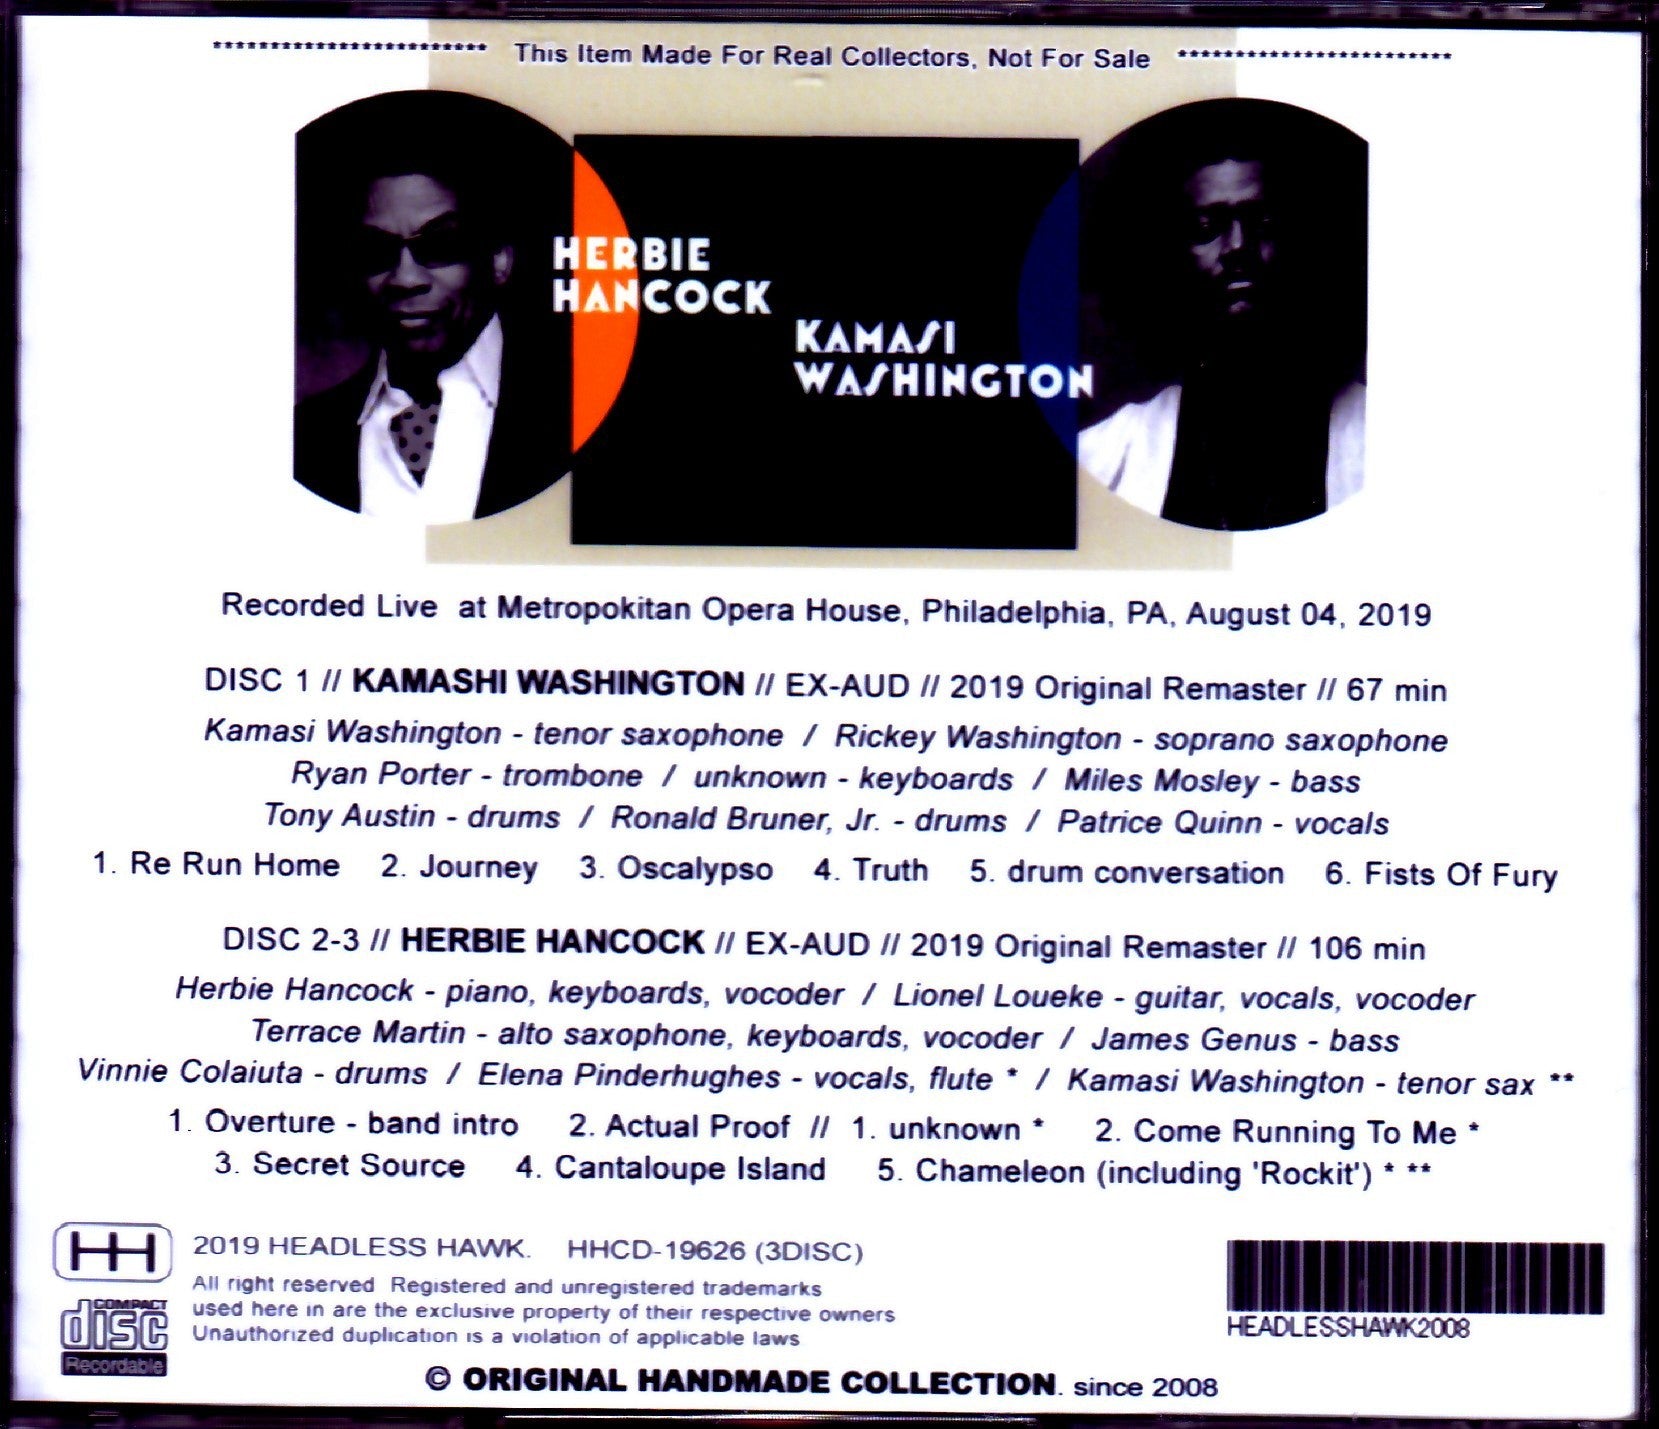 ************************ This Item Made For Real Collectors, Not For Sale ************************
HERBIE
HANCOCK
KAMASI
WASHINGTON
Recorded Live at Metropokitan Opera House, Philadelphia, PA, August 04, 2019
DISC 1 // KAMASHI WASHINGTON // EX-AUD // 2019 Original Remaster // 67 min
Kamasi Washington - tenor saxophone / Rickey Washington - soprano saxophone
Ryan Porter - trombone / unknown - keyboards / Miles Mosley - bass
Tony Austin - drums / Ronald Bruner, Jr. - drums / Patrice Quinn - vocals
1. Re Run Home 2. Journey 3. Oscalypso 4. Truth 5. drum conversation 6. Fists Of Fury
DISC 2-3 // HERBIE HANCOCK // EX-AUD // 2019 Original Remaster // 106 min
Herbie Hancock - piano, keyboards, vocoder / Lionel Loueke - guitar, vocals, vocoder
Terrace Martin - alto saxophone, keyboards, vocoder / James Genus - bass
Vinnie Colaiuta - drums / Elena Pinderhughes - vocals, flute * / Kamasi Washington - tenor sax **
1. Overture - band intro 2. Actual Proof // 1. unknown * 2. Come Running To Me *
3. Secret Source 4. Cantaloupe Island 5. Chameleon (including 'Rockit') * **
HH 2019 HEADLESS HAWK. HHCD-19626 (3DISC)
All right reserved Registered and unregistered trademarks
used here in are the exclusive property of their respective owners
Unauthorized duplication is a violation of applicable laws
COMPACT
disc
Recordable
HEADLESSHAWK2008
© ORIGINAL HANDMADE COLLECTION. since 2008